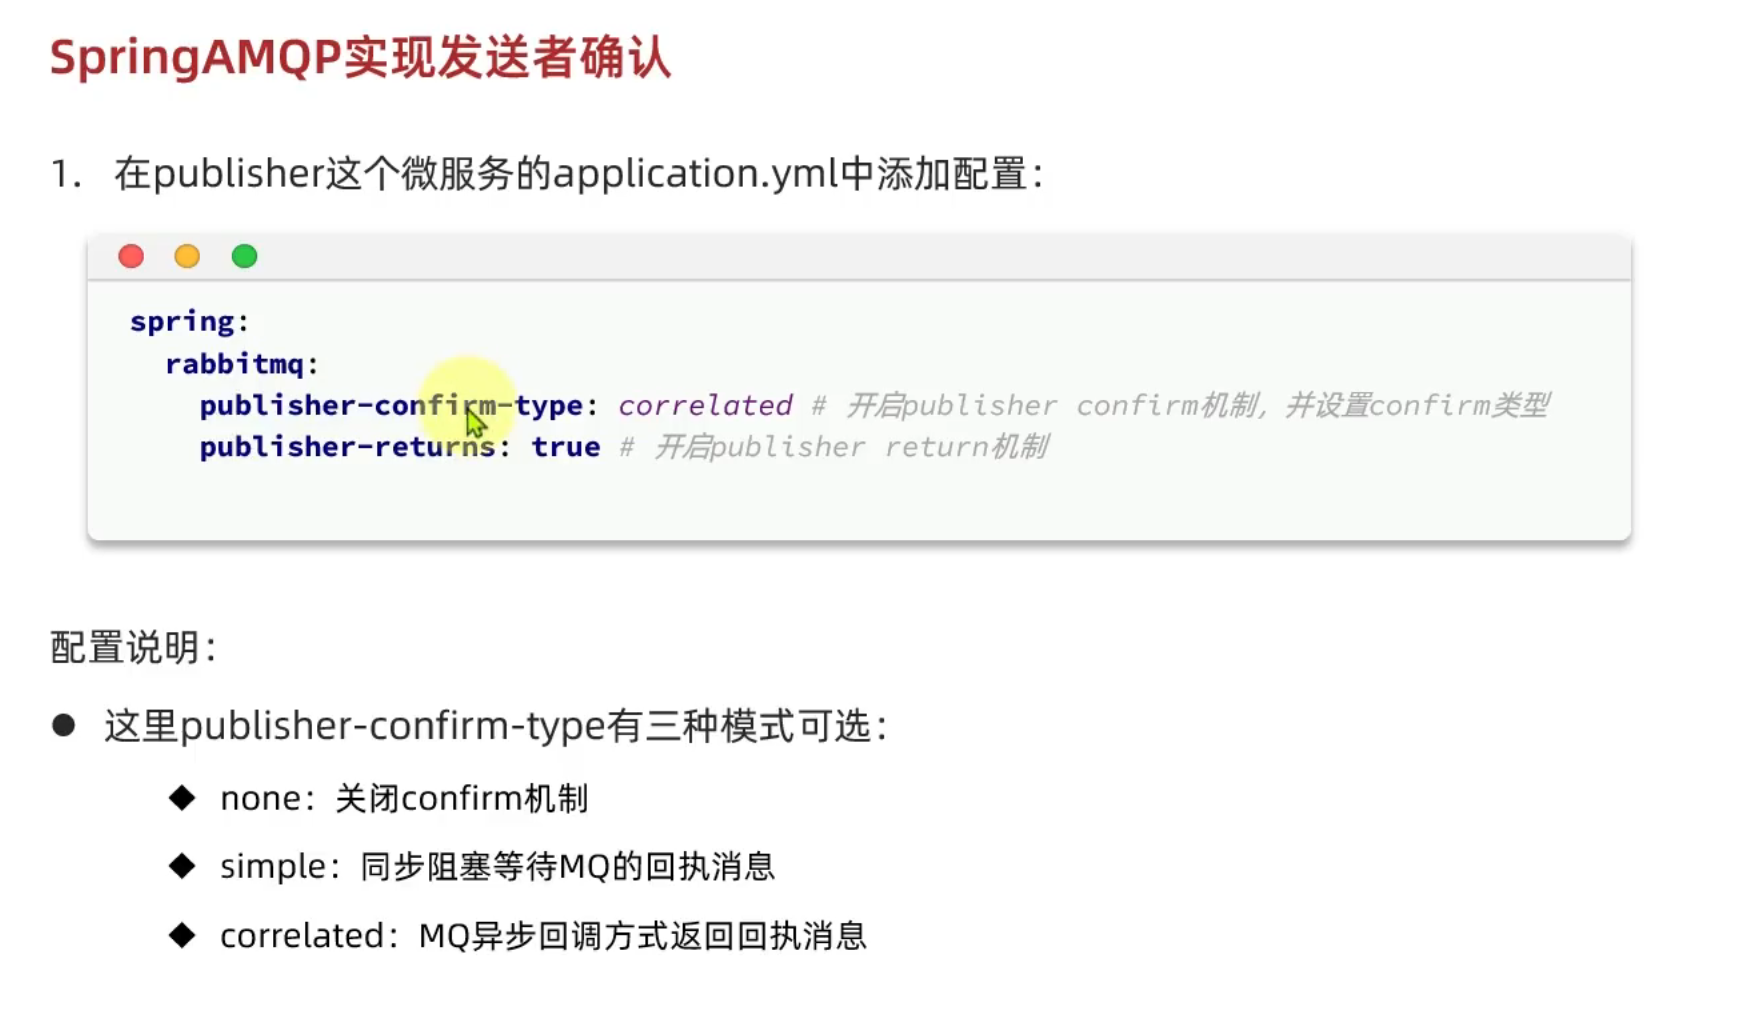 SpringAMQP实现发送者确认
1. 在publisher这个微服务的application.yml中添加配置：
spring:
rabbitmq:
publisher-confirm-type: correlated # 开启publisher confirm机制，并设置confirm类型
publisher-returns: true # 开启publisher return机制
配置说明：
● 这里publisher-confirm-type有三种模式可选：
◆ none：关闭confirm机制
◆ simple：同步阻塞等待MQ的回执消息
◆ correlated：MQ异步回调方式返回回执消息